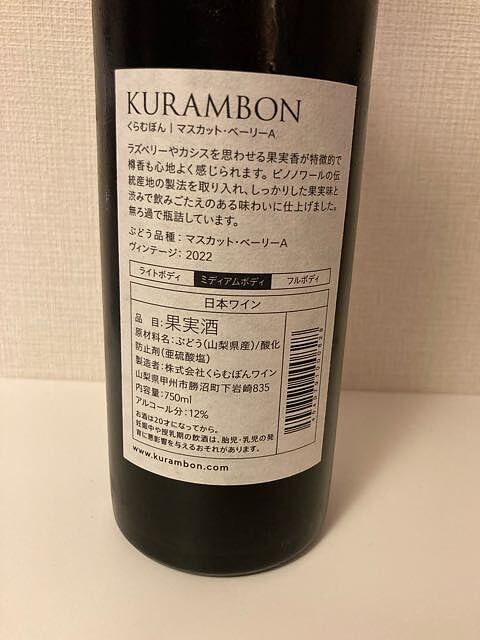 KURAMBON
くらむぼん | マスカット・ベーリーA
ラズベリーやカシスを思わせる果実香が特徴的で
樽香も心地よく感じられます。ピノノワールの伝
統産地の製法を取り入れ、しっかりした果実味と
渋みで飲みごたえのある味わいに仕上げました。
無ろ過で瓶詰しています。
ぶどう品種：マスカット・ベーリーA
ヴィンテージ：2022
ライトボディ ミディアムボディ フルボディ
日本ワイン
品 目：果実酒
原材料名：ぶどう(山梨県産)/酸化
防止剤(亜硫酸塩)
製造者：株式会社くらむぼんワイン
山梨県甲州市勝沼町下岩崎835
内容量：750ml
アルコール分：12%
お酒は20才になってから。
妊娠中や授乳期の飲酒は、胎児・乳児の発
育に悪影響を与えるおそれがあります。
www.kurambon.com